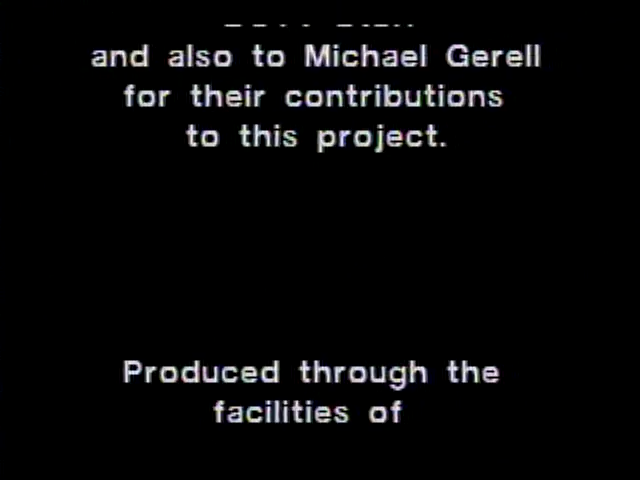 and also to Michael Gerell
for their contributions
to this project.
Produced through the
facilities of